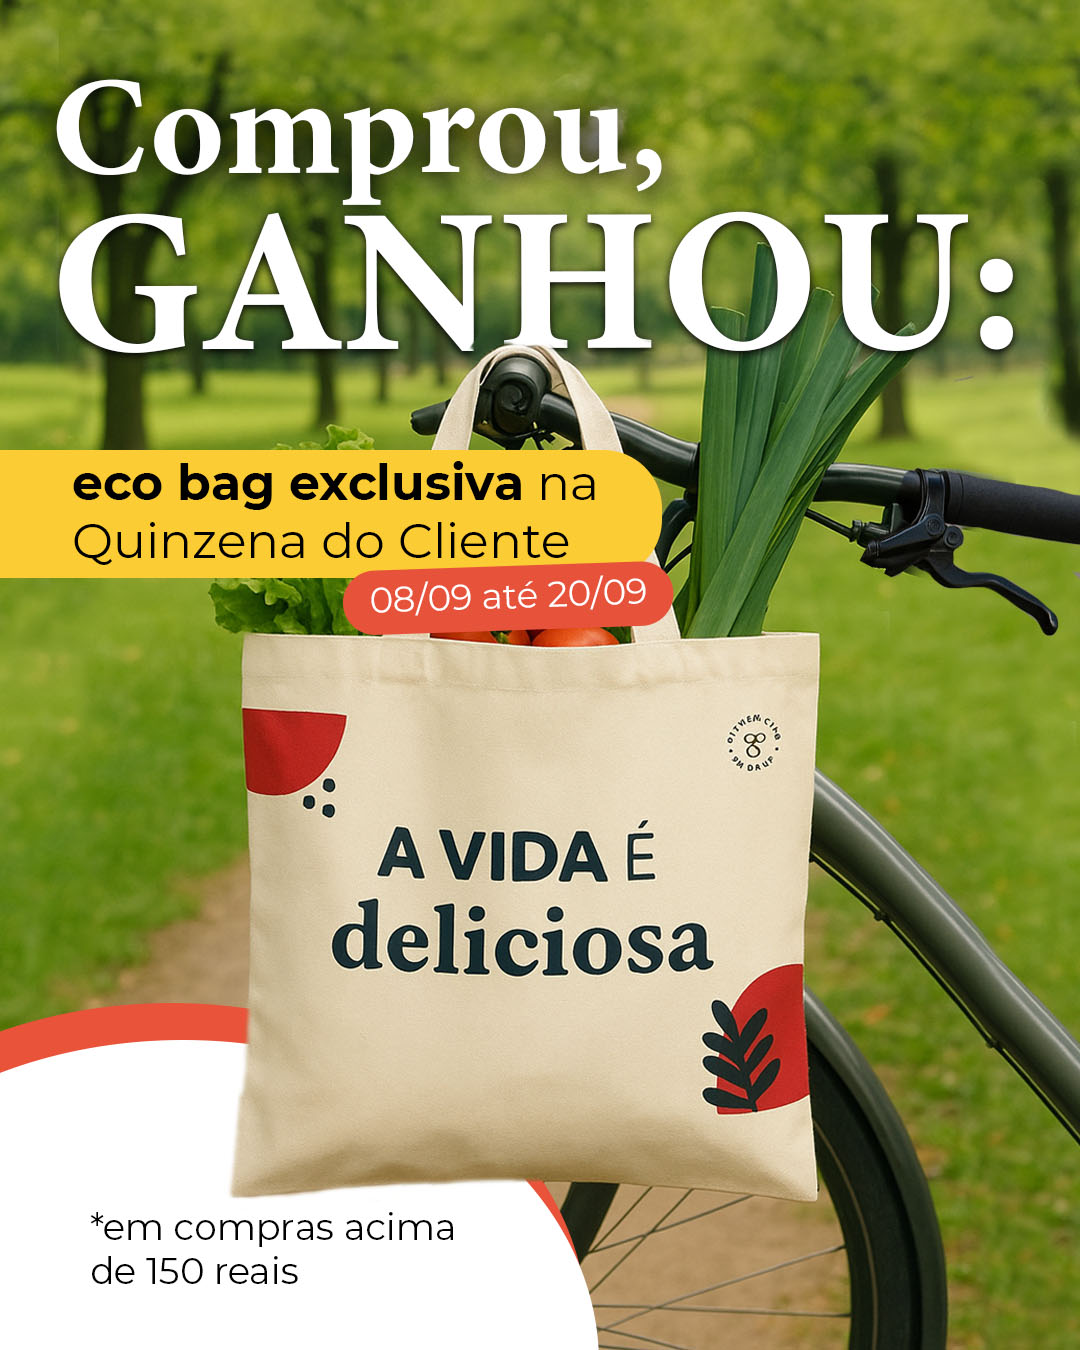 Comprou,
GANHOU:
eco bag exclusiva na
Quinzena do Cliente
08/09 até 20/09
A VIDA É
deliciosa
*em compras acima
de 150 reais